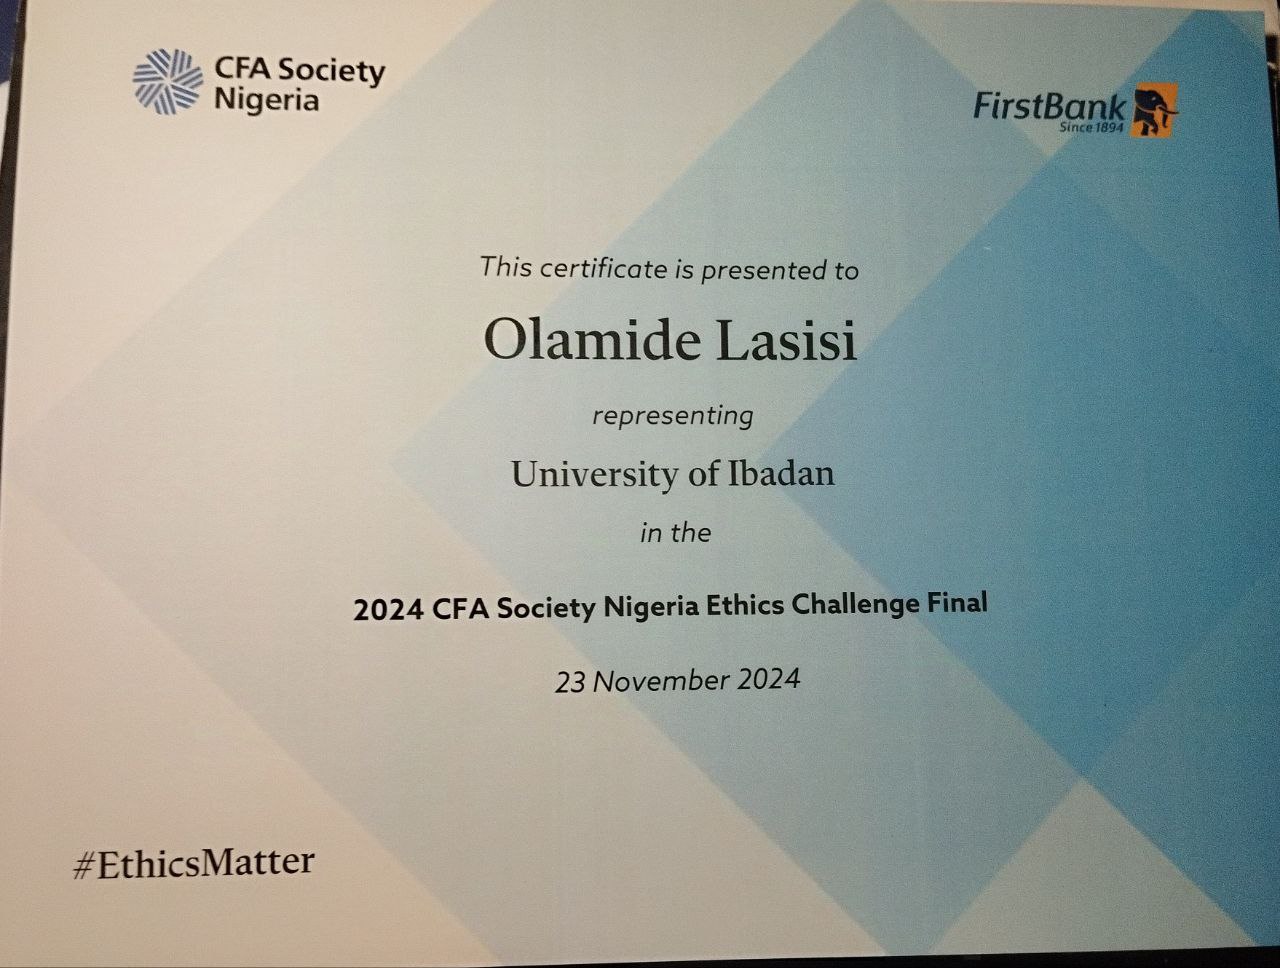 CFA Society
Nigeria
FirstBank
Since 1894
This certificate is presented to
Olamide Lasisi
representing
University of Ibadan
in the
2024 CFA Society Nigeria Ethics Challenge Final
23 November 2024
#EthicsMatter